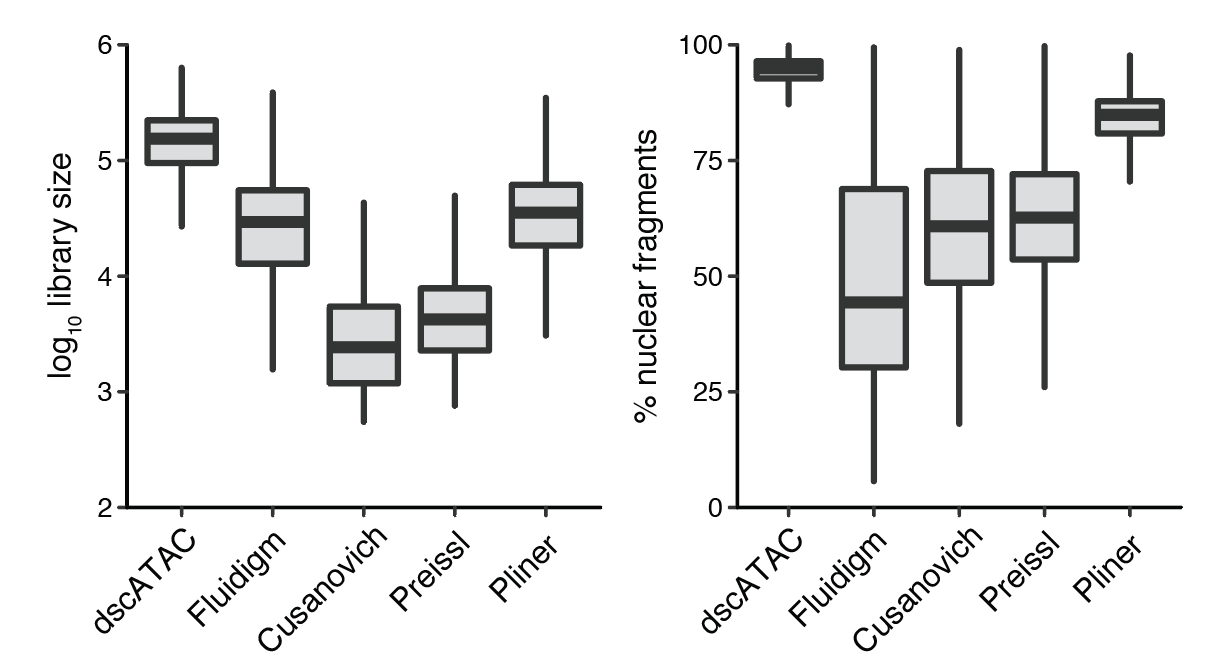 log10 library size
6
5
4
3
2
dscATAC
Fluidigm
Cusanovich
Preissl
Pliner
% nuclear fragments
100
75
50
25
0
dscATAC
Fluidigm
Cusanovich
Preissl
Pliner